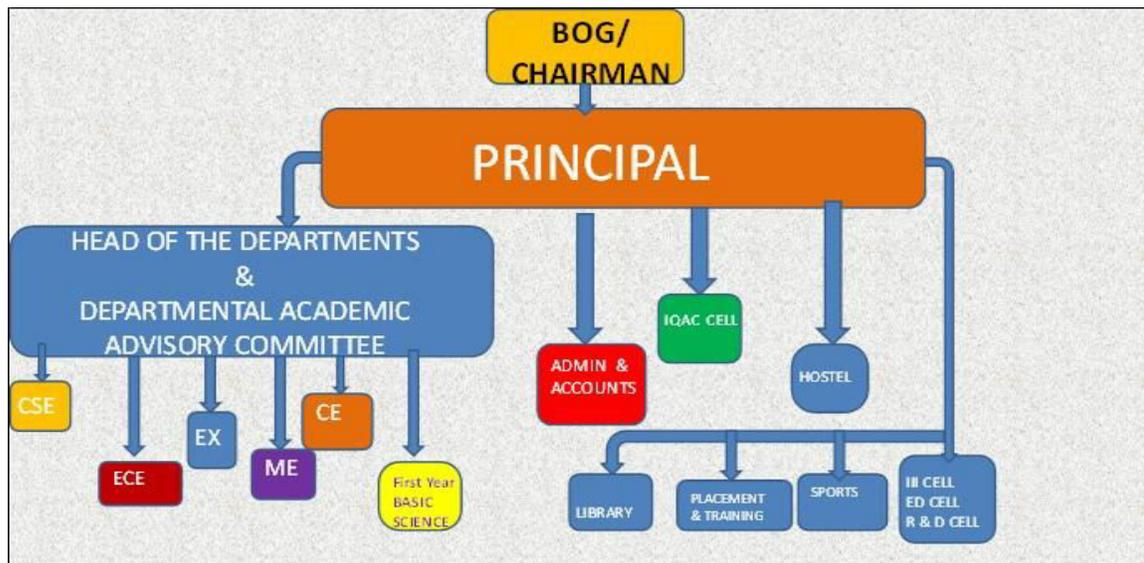 BOG/
CHAIRMAN
PRINCIPAL
HEAD OF THE DEPARTMENTS
&
DEPARTMENTAL ACADEMIC
ADVISORY COMMITTEE
IQAC CELL
ADMIN &
ACCOUNTS
HOSTEL
CSE
ECE
EX
ME
CE
First Year
BASIC
SCIENCE
LIBRARY
PLACEMENT
& TRAINING
SPORTS
III CELL
ED CELL
R & D CELL